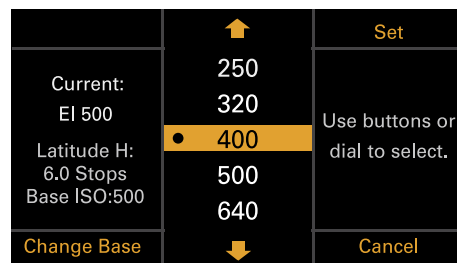 Set
Current:
EI 500
Latitude H:
6.0 Stops
Base ISO:500
Change Base
250
320
400
500
640
Use buttons or
dial to select.
Cancel